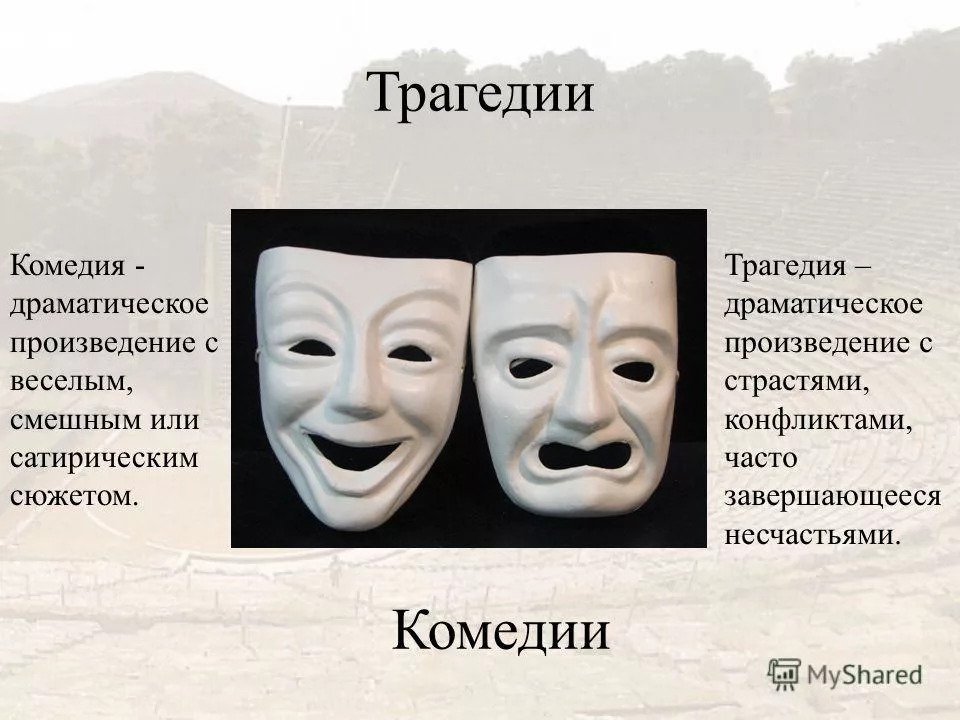 Трагедии
Комедия -
драматическое
произведение с
веселым,
смешным или
сатирическим
сюжетом.
Трагедия –
драматическое
произведение с
страстями,
конфликтами,
часто
завершающееся
несчастьями.
Комедии
MyShared